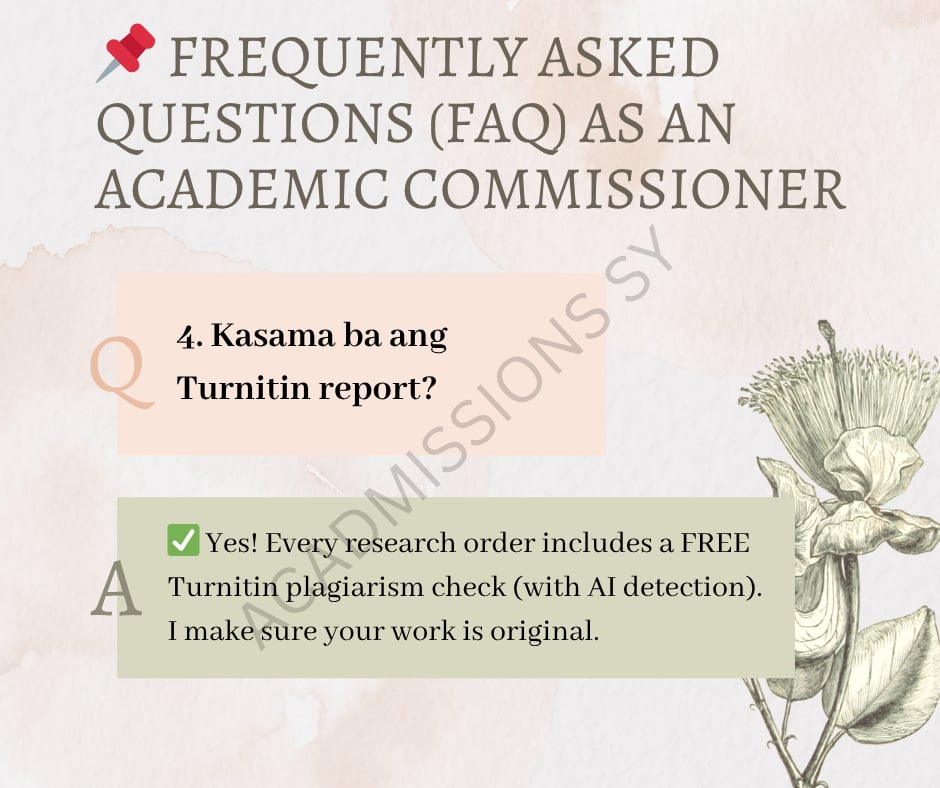 📌 FREQUENTLY ASKED
QUESTIONS (FAQ) AS AN
ACADEMIC COMMISSIONER
Q
4. Kasama ba ang
Turnitin report?
A
✅ Yes! Every research order includes a FREE
Turnitin plagiarism check (with AI detection).
I make sure your work is original.
ACADMISSIONS SY